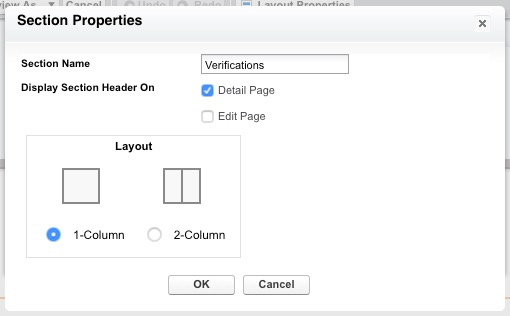 view As Cancel Undo Redo Layout Properties
Section Properties
Section Name Verifications
Display Section Header On Detail Page
Edit Page
Layout
1-Column 2-Column
OK Cancel